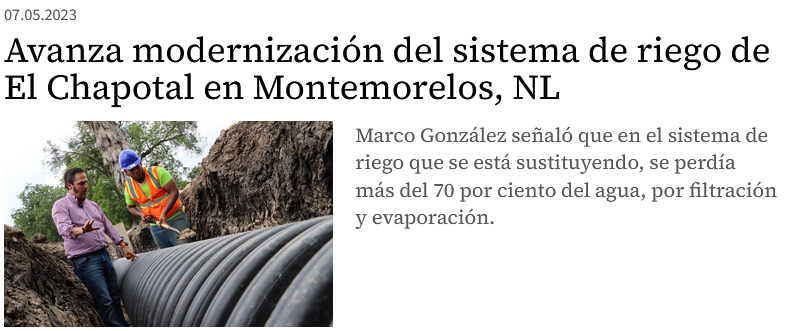 07.05.2023
Avanza modernización del sistema de riego de
El Chapotal en Montemorelos, NL
Marco González señaló que en el sistema de
riego que se está sustituyendo, se perdía
más del 70 por ciento del agua, por filtración
y evaporación.